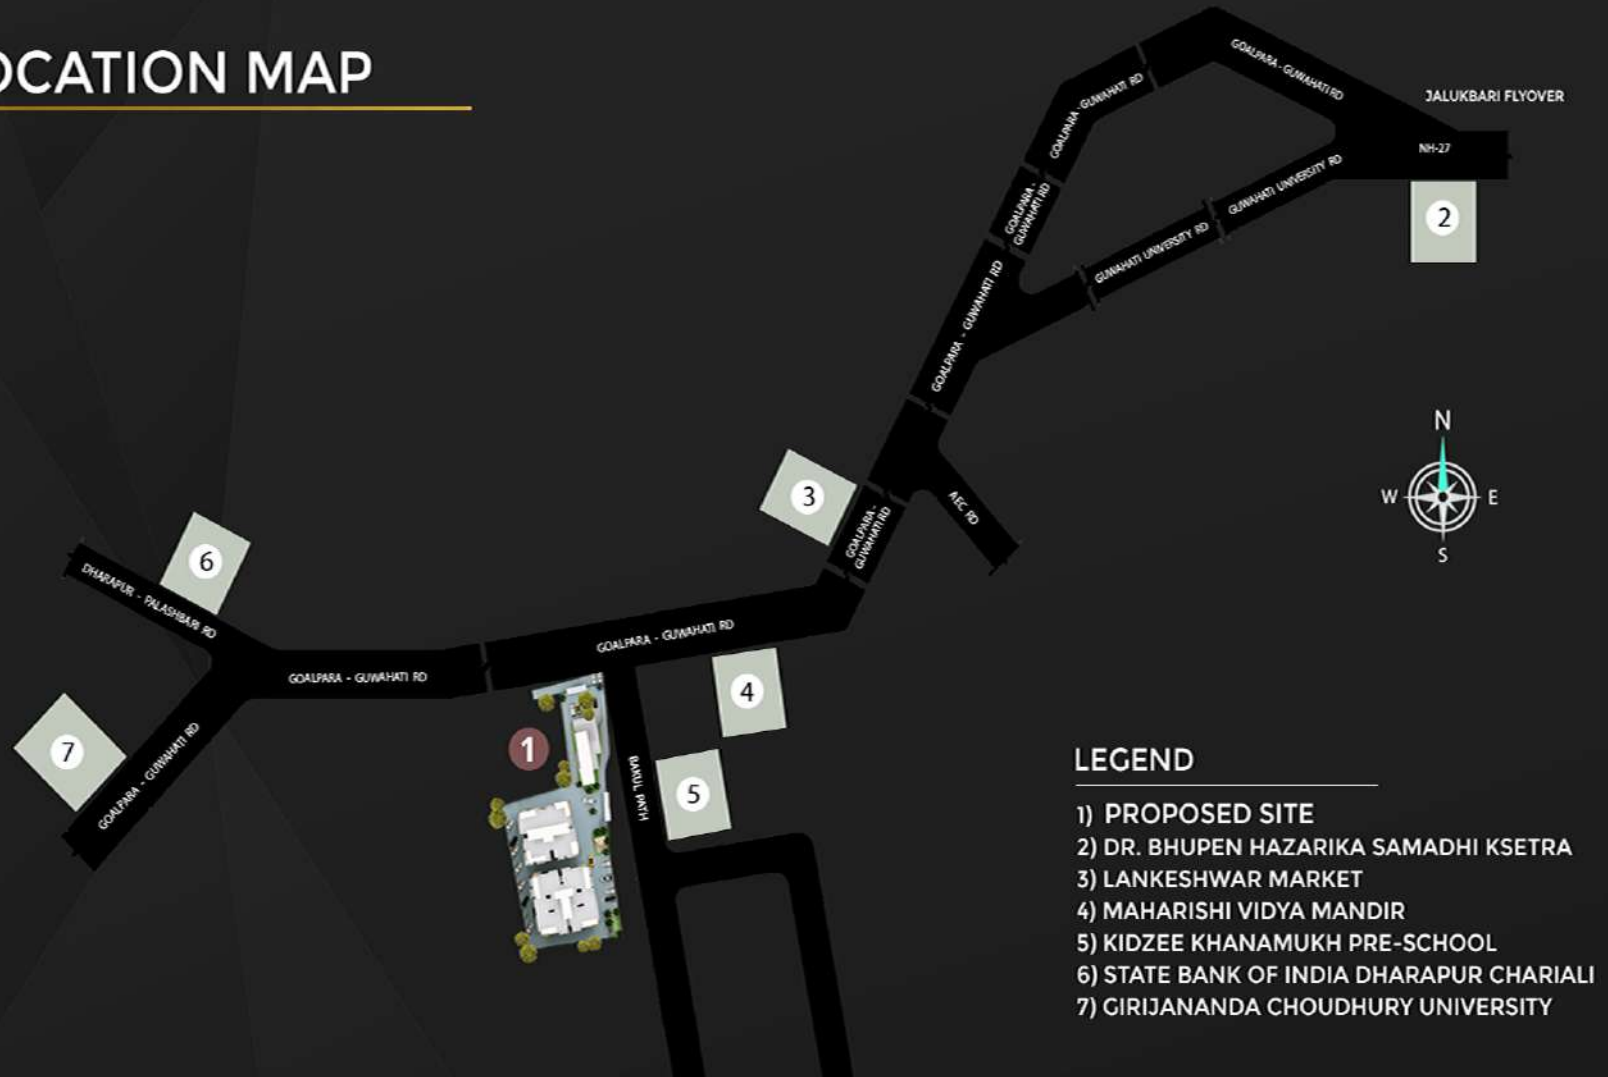 OCATION MAP
GOALPARA - GUWAHATI RD
JALUKBARI FLYOVER
GOALPARA - GUWAHATI RD
NH-27
GUWAHATI UNIVERSITY RD
GOALPARA -
GUWAHATI RD
2
GUWAHATI UNIVERSITY RD
GOALPARA - GUWAHATI RD
N
W
E
S
3
AEC RD
GOALPARA -
GUWAHATI RD
6
DHARAPUR - PALASHBARI RD
GOALPARA - GUWAHATI RD
GOALPARA - GUWAHATI RD
4
7
GOALPARA - GUWAHATI RD
1
BAKUL PATH
5
LEGEND
1) PROPOSED SITE
2) DR. BHUPEN HAZARIKA SAMADHI KSETRA
3) LANKESHWAR MARKET
4) MAHARISHI VIDYA MANDIR
5) KIDZEE KHANAMUKH PRE-SCHOOL
6) STATE BANK OF INDIA DHARAPUR CHARIALI
7) GIRIJANANDA CHOUDHURY UNIVERSITY